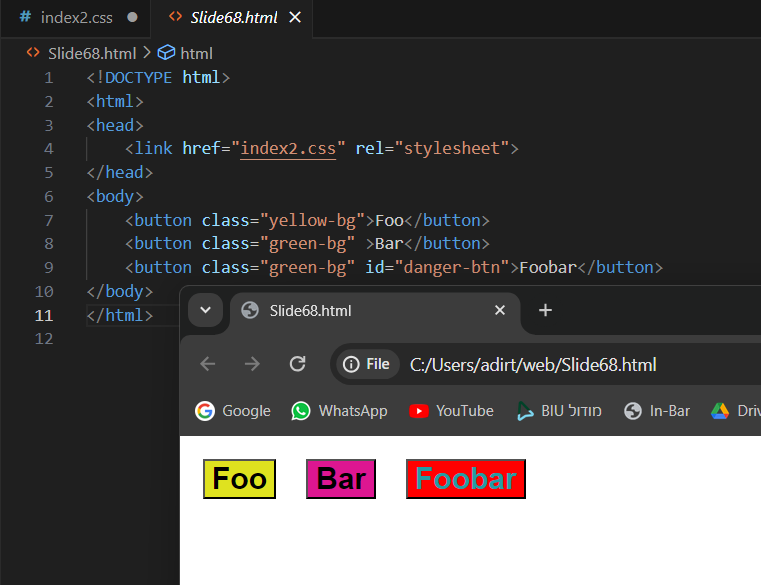 index2.css
Slide68.html
Slide68.html > html
1 <!DOCTYPE html>
2 <html>
3 <head>
4 <link href="index2.css" rel="stylesheet">
5 </head>
6 <body>
7 <button class="yellow-bg">Foo</button>
8 <button class="green-bg" >Bar</button>
9 <button class="green-bg" id="danger-btn">Foobar</button>
10 </body>
11 </html>
12
Slide68.html
File C:/Users/adirt/web/Slide68.html
Google WhatsApp YouTube מודול BIU In-Bar Driv
Foo Bar Foobar